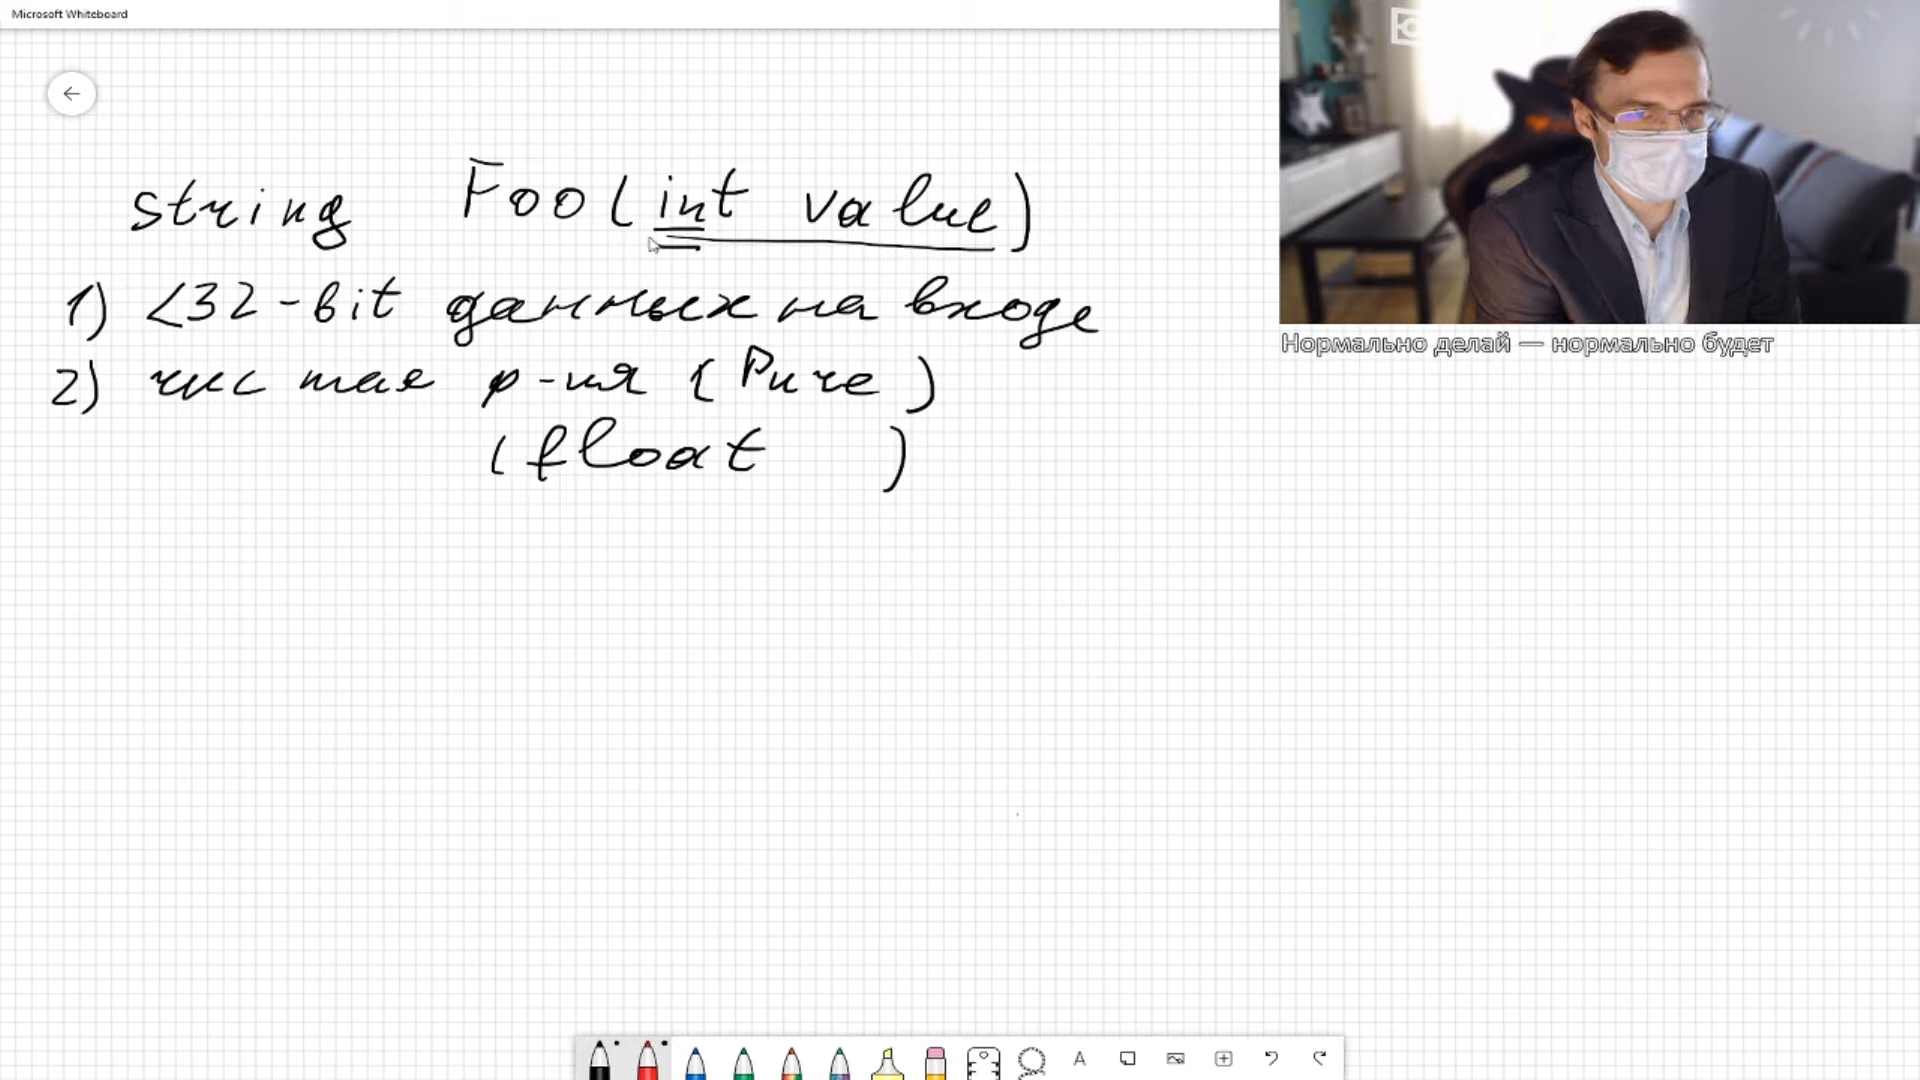 Microsoft Whiteboard
string Foo(int value)
1) <32-bit данных на входе
2) чистая ф-ия (Pure)
(float )
Нормально делай — нормально будет
A